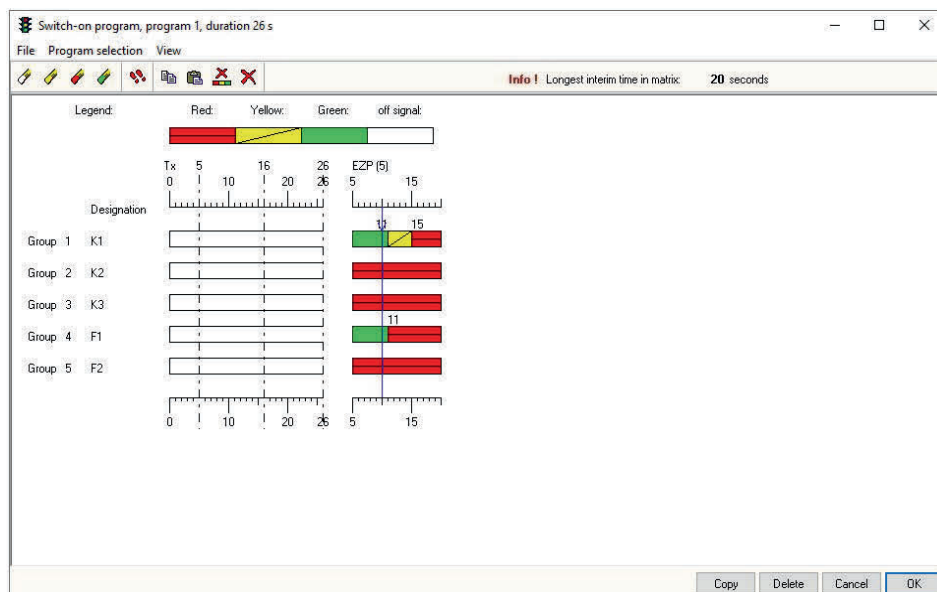 Switch-on program, program 1, duration 26 s
File Program selection View
Info ! Longest interim time in matrix: 20 seconds
Legend: Red: Yellow: Green: off signal:
Tx 5 16 26 EZP (5)
0 10 20 26 5 15
Designation
11 15
Group 1 K1
Group 2 K2
Group 3 K3
11
Group 4 F1
Group 5 F2
0 10 20 26 5 15
Copy Delete Cancel OK